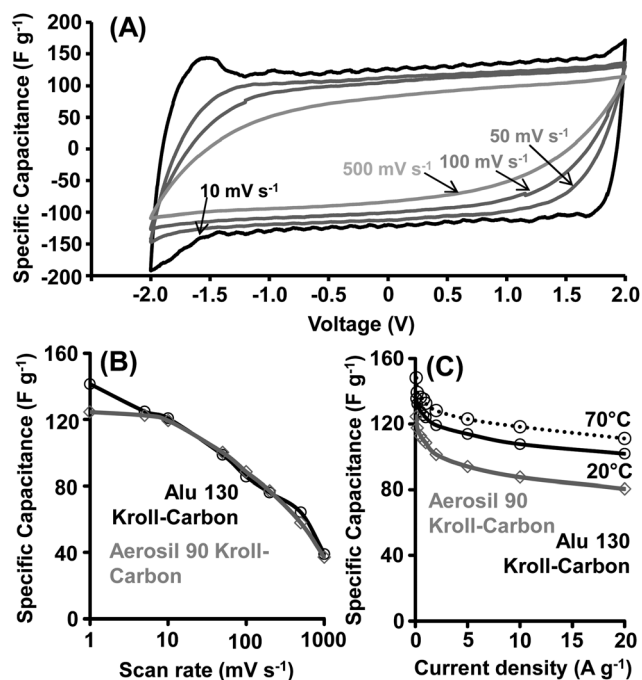 (A)
Specific Capacitance (F g-1)
200
150
100
50
0
-50
-100
-150
-200
10 mV s-1
500 mV s-1
100 mV s-1
50 mV s-1
-2.0 -1.5 -1.0 -0.5 0 0.5 1.0 1.5 2.0
Voltage (V)
(B)
Specific Capacitance (F g-1)
160
120
80
40
0
Alu 130
Kroll-Carbon
Aerosil 90 Kroll-
Carbon
1 10 100 1000
Scan rate (mV s-1)
(C)
Specific Capacitance (F g-1)
160
120
80
40
0
70°C
20°C
Aerosil 90
Kroll-Carbon
Alu 130
Kroll-Carbon
0 5 10 15 20
Current density (A g-1)